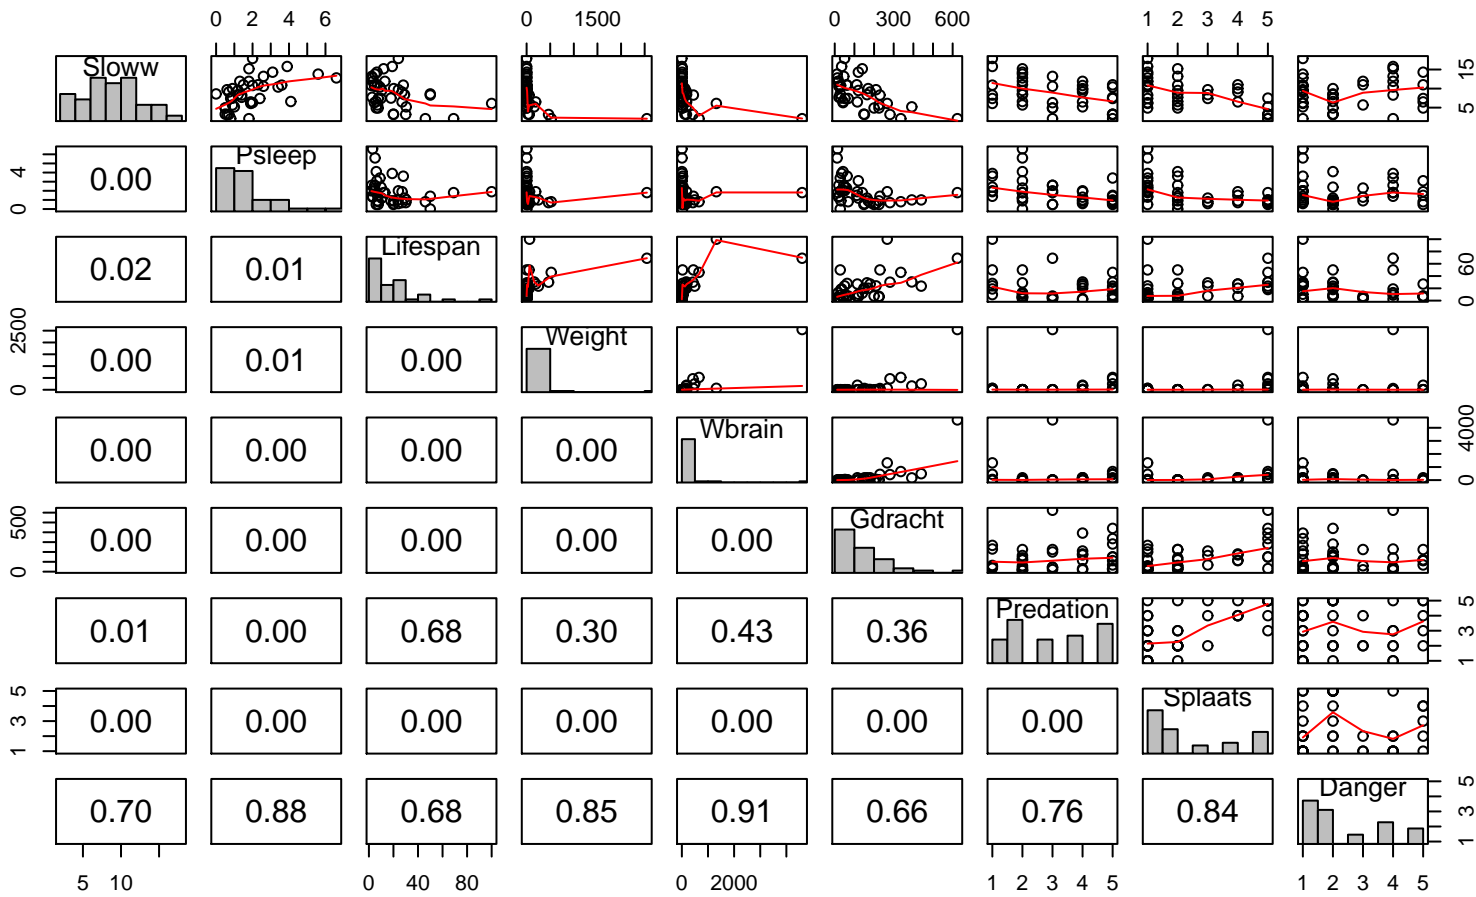 0 2 4 6 0 1500 0 300 600 1 2 3 4 5
Sloww 5 15
4 0 0.00 Psleep
0.02 0.01 Lifespan 0 60
2500 0 0.00 0.01 0.00 Weight
0.00 0.00 0.00 0.00 Wbrain 0 4000
500 0 0.00 0.00 0.00 0.00 0.00 Gdracht
0.01 0.00 0.68 0.30 0.43 0.36 Predation 1 3 5
5 3 1 0.00 0.00 0.00 0.00 0.00 0.00 0.00 Splaats
0.70 0.88 0.68 0.85 0.91 0.66 0.76 0.84 Danger 1 3 5
5 10 0 40 80 0 2000 1 2 3 4 5 1 2 3 4 5